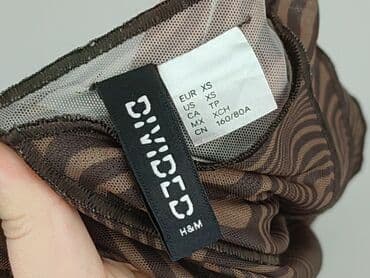 DIVIDED
H&M
EUR XS
US XS
CA TP
MX XCH
CN 160/80A